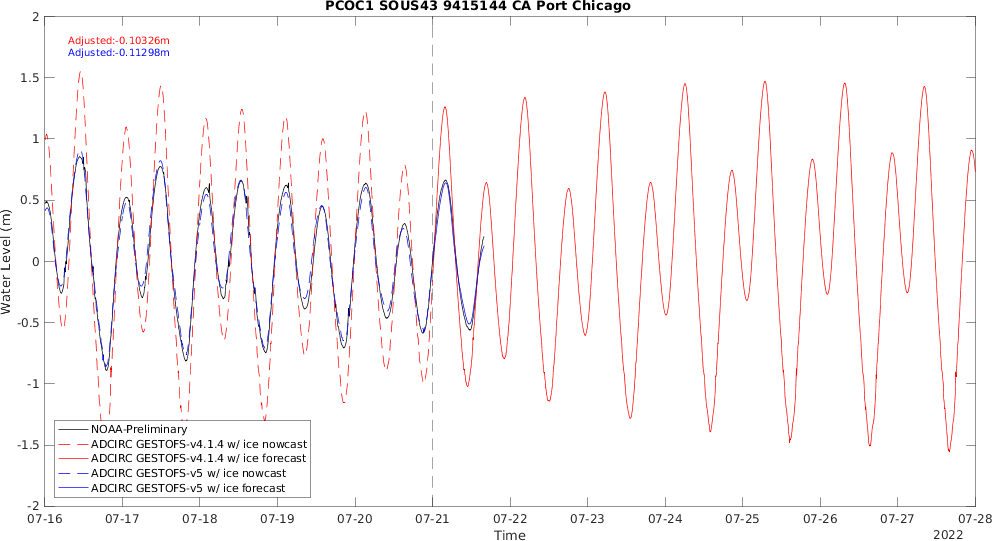 PCOC1 SOUS43 9415144 CA Port Chicago
Adjusted:-0.10326m
Adjusted:-0.11298m
Water Level (m)
2
1.5
1
0.5
0
-0.5
-1
-1.5
-2
NOAA-Preliminary
ADCIRC GESTOFS-v4.1.4 w/ ice nowcast
ADCIRC GESTOFS-v4.1.4 w/ ice forecast
ADCIRC GESTOFS-v5 w/ ice nowcast
ADCIRC GESTOFS-v5 w/ ice forecast
07-16 07-17 07-18 07-19 07-20 07-21 07-22 07-23 07-24 07-25 07-26 07-27 07-28
Time
2022